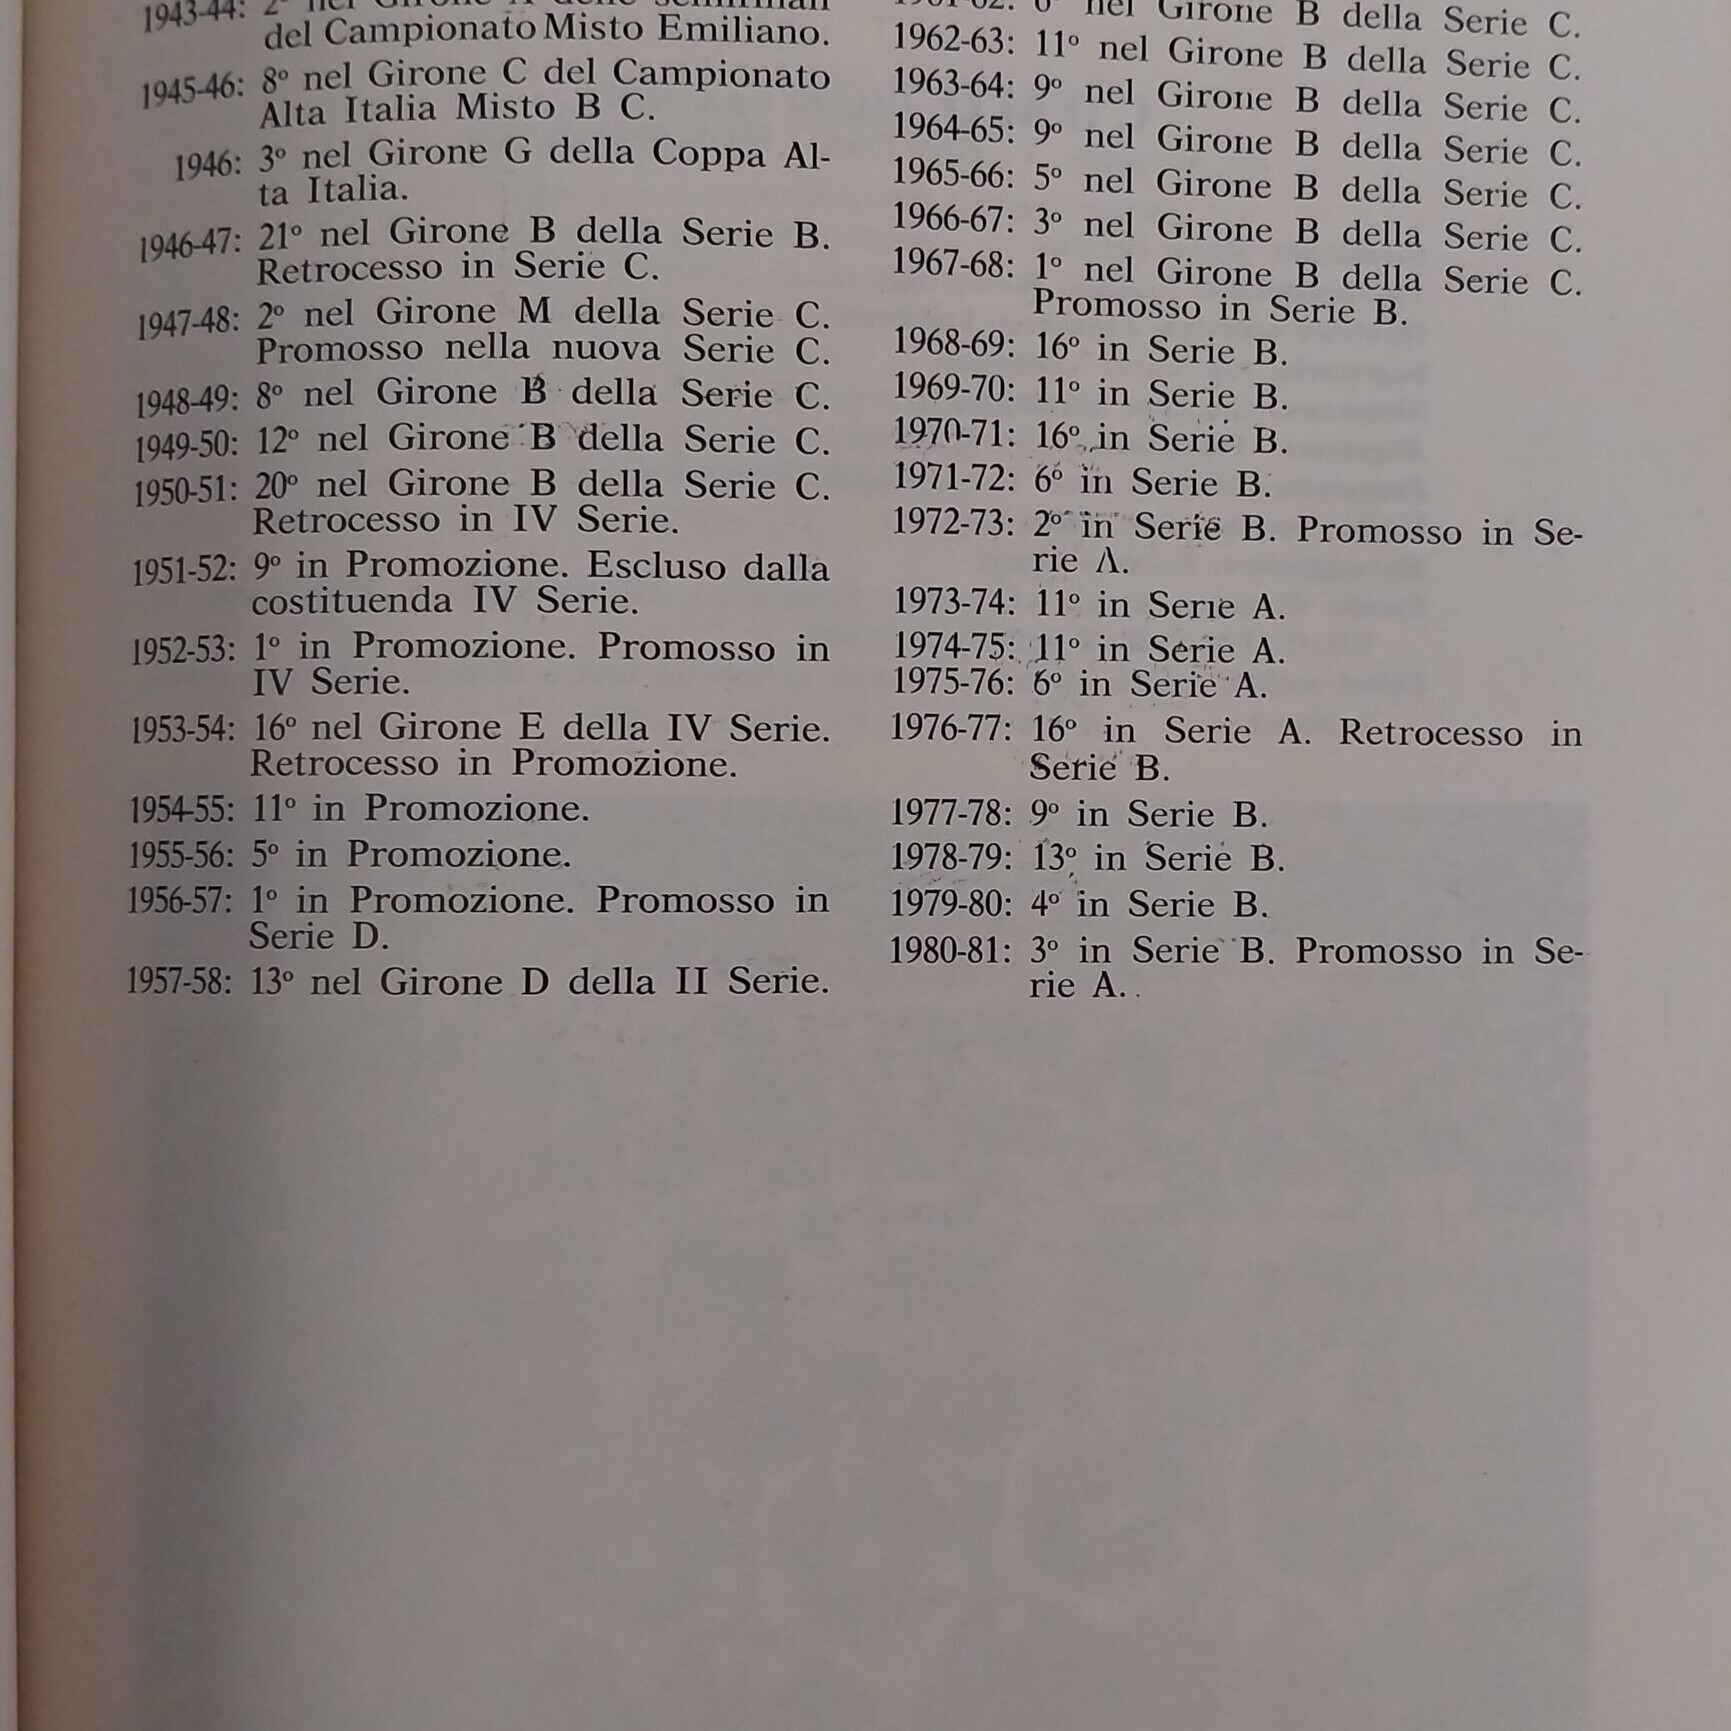 1943-44: 2° nel Girone A delle semifinali
del Campionato Misto Emiliano.
1945-46: 8° nel Girone C del Campionato
Alta Italia Misto B C.
1946: 3° nel Girone G della Coppa Al-
ta Italia.
1946-47: 21° nel Girone B della Serie B.
Retrocesso in Serie C.
1947-48: 2° nel Girone M della Serie C.
Promosso nella nuova Serie C.
1948-49: 8° nel Girone B della Serie C.
1949-50: 12° nel Girone B della Serie C.
1950-51: 20° nel Girone B della Serie C.
Retrocesso in IV Serie.
1951-52: 9° in Promozione. Escluso dalla
costituenda IV Serie.
1952-53: 1° in Promozione. Promosso in
IV Serie.
1953-54: 16° nel Girone E della IV Serie.
Retrocesso in Promozione.
1954-55: 11° in Promozione.
1955-56: 5° in Promozione.
1956-57: 1° in Promozione. Promosso in
Serie D.
1957-58: 13° nel Girone D della II Serie.
nel Girone B della Serie C.
1962-63: 11° nel Girone B della Serie C.
1963-64: 9° nel Girone B della Serie C.
1964-65: 9° nel Girone B della Serie C.
1965-66: 5° nel Girone B della Serie C.
1966-67: 3° nel Girone B della Serie C.
1967-68: 1° nel Girone B della Serie C.
Promosso in Serie B.
1968-69: 16° in Serie B.
1969-70: 11° in Serie B.
1970-71: 16° in Serie B.
1971-72: 6° in Serie B.
1972-73: 2° in Serie B. Promosso in Se-
rie A.
1973-74: 11° in Serie A.
1974-75: 11° in Serie A.
1975-76: 6° in Serie A.
1976-77: 16° in Serie A. Retrocesso in
Serie B.
1977-78: 9° in Serie B.
1978-79: 13° in Serie B.
1979-80: 4° in Serie B.
1980-81: 3° in Serie B. Promosso in Se-
rie A.